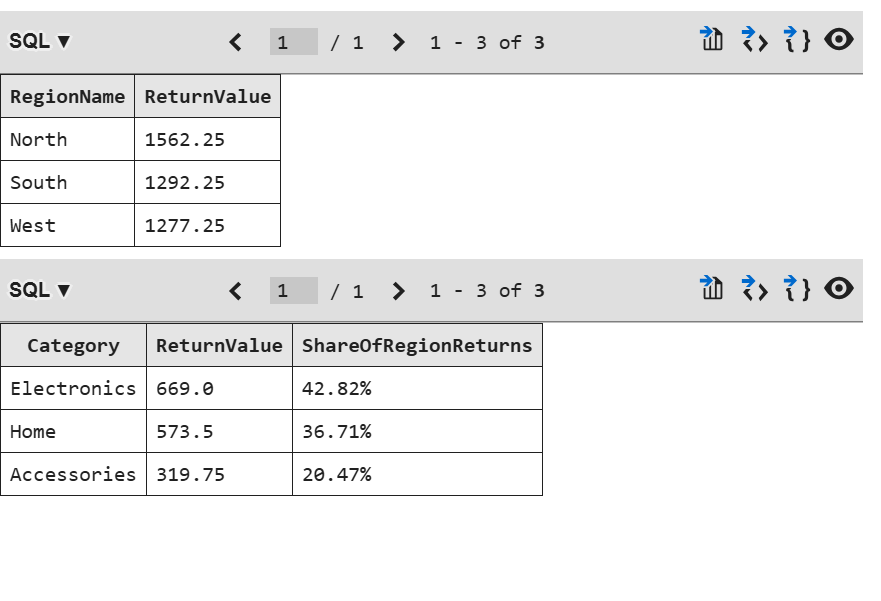 SQL ▼ 1 / 1 1 - 3 of 3
RegionName ReturnValue
North 1562.25
South 1292.25
West 1277.25
SQL ▼ 1 / 1 1 - 3 of 3
Category ReturnValue ShareOfRegionReturns
Electronics 669.0 42.82%
Home 573.5 36.71%
Accessories 319.75 20.47%